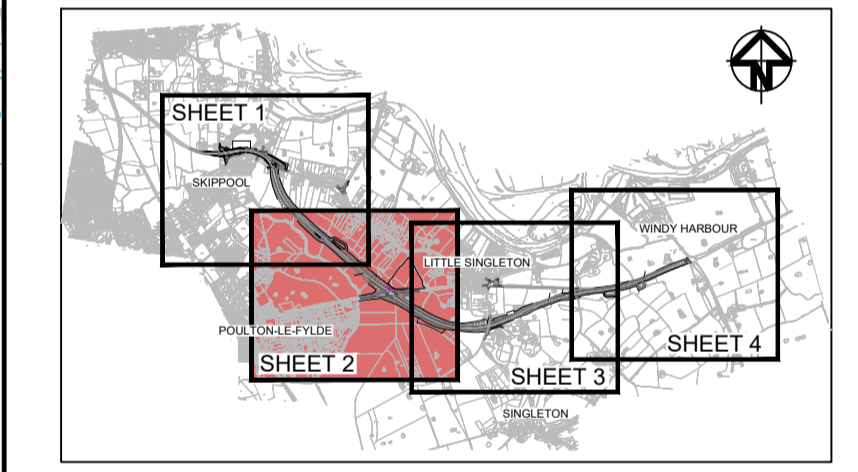 N
SHEET 1
SKIPPOOL
WINDY HARBOUR
LITTLE SINGLETON
POULTON-LE-FYLDE
SHEET 2
SHEET 3
SHEET 4
SINGLETON